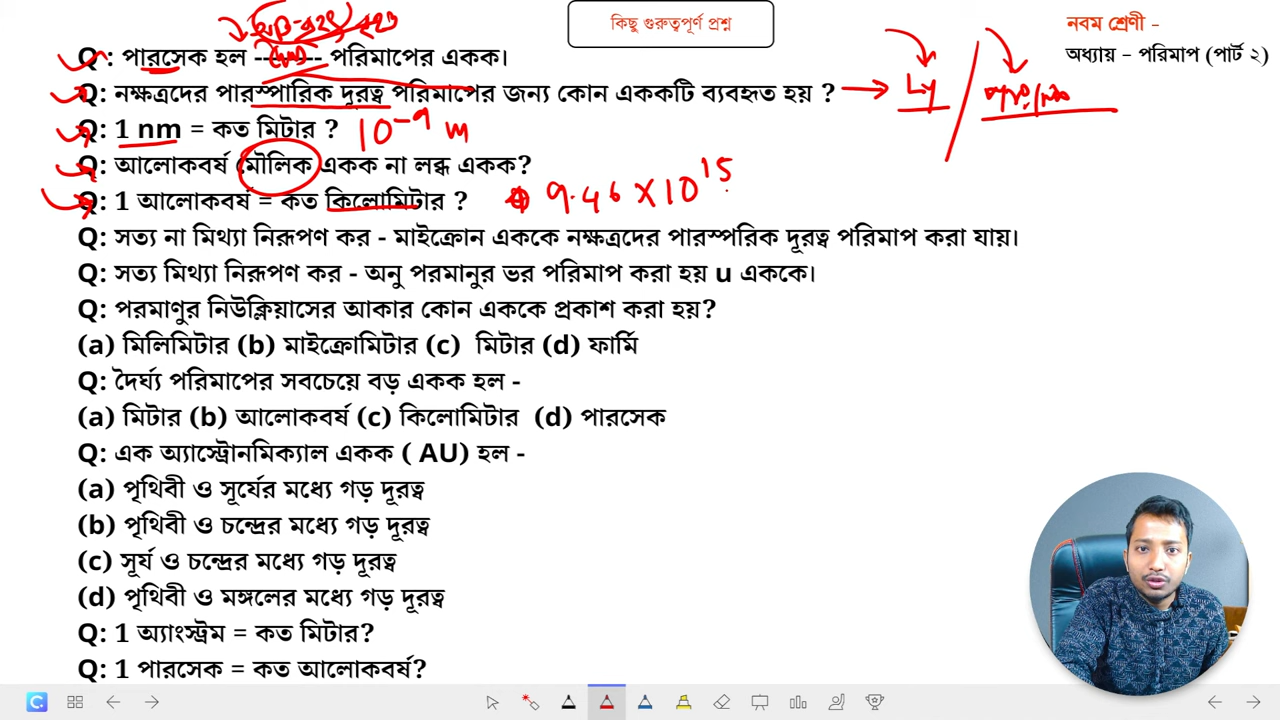 কিছু গুরুত্বপূর্ণ প্রশ্ন
নবম শ্রেণী -
অধ্যায় - পরিমাপ (পার্ট ২)
Q : পারসেক হল ------- পরিমাপের একক।
Q: নক্ষত্রদের পারস্পারিক দূরত্ব পরিমাপের জন্য কোন এককটি ব্যবহৃত হয় ? → Ly /
Q: 1 nm = কত মিটার ? 10⁻⁹ m
Q: আলোকবর্ষ মৌলিক একক না লব্ধ একক?
Q: 1 আলোকবর্ষ = কত কিলোমিটার ? 9.46 X 10¹⁵
Q: সত্য না মিথ্যা নিরূপণ কর - মাইক্রোন এককে নক্ষত্রদের পারস্পরিক দূরত্ব পরিমাপ করা যায়।
Q: সত্য মিথ্যা নিরূপণ কর - অনু পরমানুর ভর পরিমাপ করা হয় u এককে।
Q: পরমাণুর নিউক্লিয়াসের আকার কোন এককে প্রকাশ করা হয়?
(a) মিলিমিটার (b) মাইক্রোমিটার (c) মিটার (d) ফার্মি
Q: দৈর্ঘ্য পরিমাপের সবচেয়ে বড় একক হল -
(a) মিটার (b) আলোকবর্ষ (c) কিলোমিটার (d) পারসেক
Q: এক অ্যাস্ট্রোনমিক্যাল একক ( AU) হল -
(a) পৃথিবী ও সূর্যের মধ্যে গড় দূরত্ব
(b) পৃথিবী ও চন্দ্রের মধ্যে গড় দূরত্ব
(c) সূর্য ও চন্দ্রের মধ্যে গড় দূরত্ব
(d) পৃথিবী ও মঙ্গলের মধ্যে গড় দূরত্ব
Q: 1 অ্যাংস্ট্রম = কত মিটার?
Q: 1 পারসেক = কত আলোকবর্ষ?